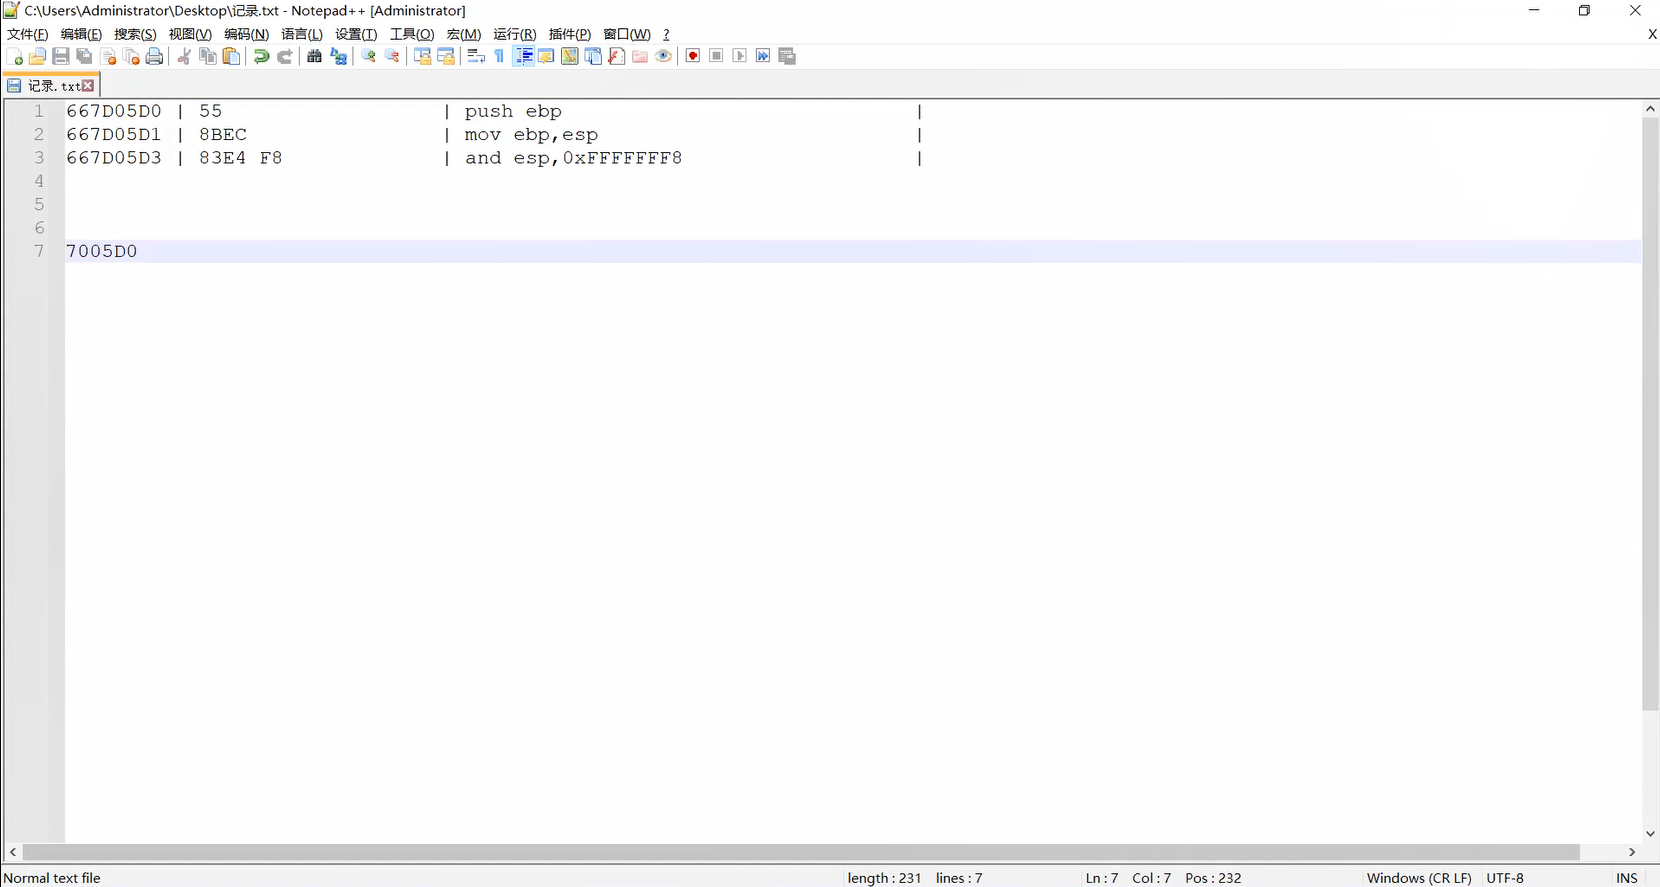 C:\Users\Administrator\Desktop\记录.txt - Notepad++ [Administrator]
文件(F) 编辑(E) 搜索(S) 视图(V) 编码(N) 语言(L) 设置(T) 工具(O) 宏(M) 运行(R) 插件(P) 窗口(W) ? X
记录.txt
1 667D05D0 | 55 | push ebp |
2 667D05D1 | 8BEC | mov ebp,esp |
3 667D05D3 | 83E4 F8 | and esp,0xFFFFFFF8 |
4
5
6
7 7005D0
Normal text file length : 231 lines : 7 Ln : 7 Col : 7 Pos : 232 Windows (CR LF) UTF-8 INS